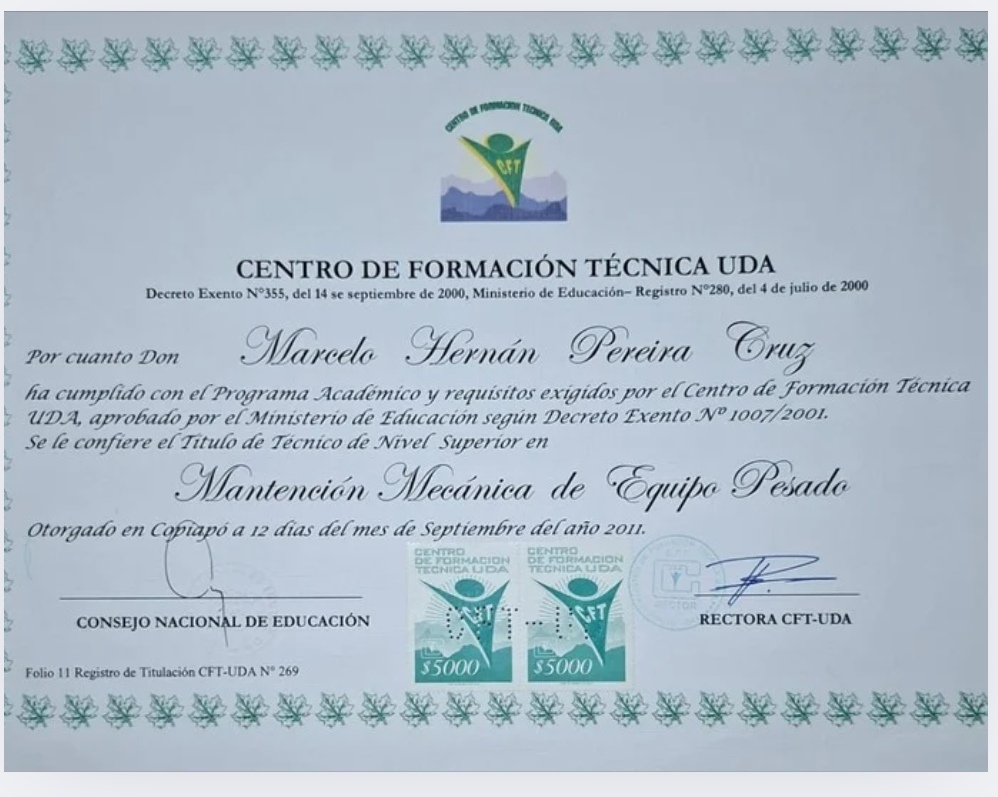 CENTRO DE FORMACION TECNICA UDA
CFT
CENTRO DE FORMACIÓN TÉCNICA UDA
Decreto Exento N°355, del 14 se septiembre de 2000, Ministerio de Educación– Registro N°280, del 4 de julio de 2000
Por cuanto Don Marcelo Hernán Pereira Cruz
ha cumplido con el Programa Académico y requisitos exigidos por el Centro de Formación Técnica
UDA, aprobado por el Ministerio de Educación según Decreto Exento Nº 1007/2001.
Se le confiere el Titulo de Técnico de Nivel Superior en
Mantención Mecánica de Equipo Pesado
Otorgado en Copiapó a 12 dias del mes de Septiembre del año 2011.
CENTRO
DE FORMACION
TECNICA UDA
CFT
$5000
CENTRO
DE FORMACION
TECNICA UDA
CFT
$5000
RECTOR
CONSEJO NACIONAL DE EDUCACIÓN
RECTORA CFT-UDA
Folio 11 Registro de Titulación CFT-UDA N° 269